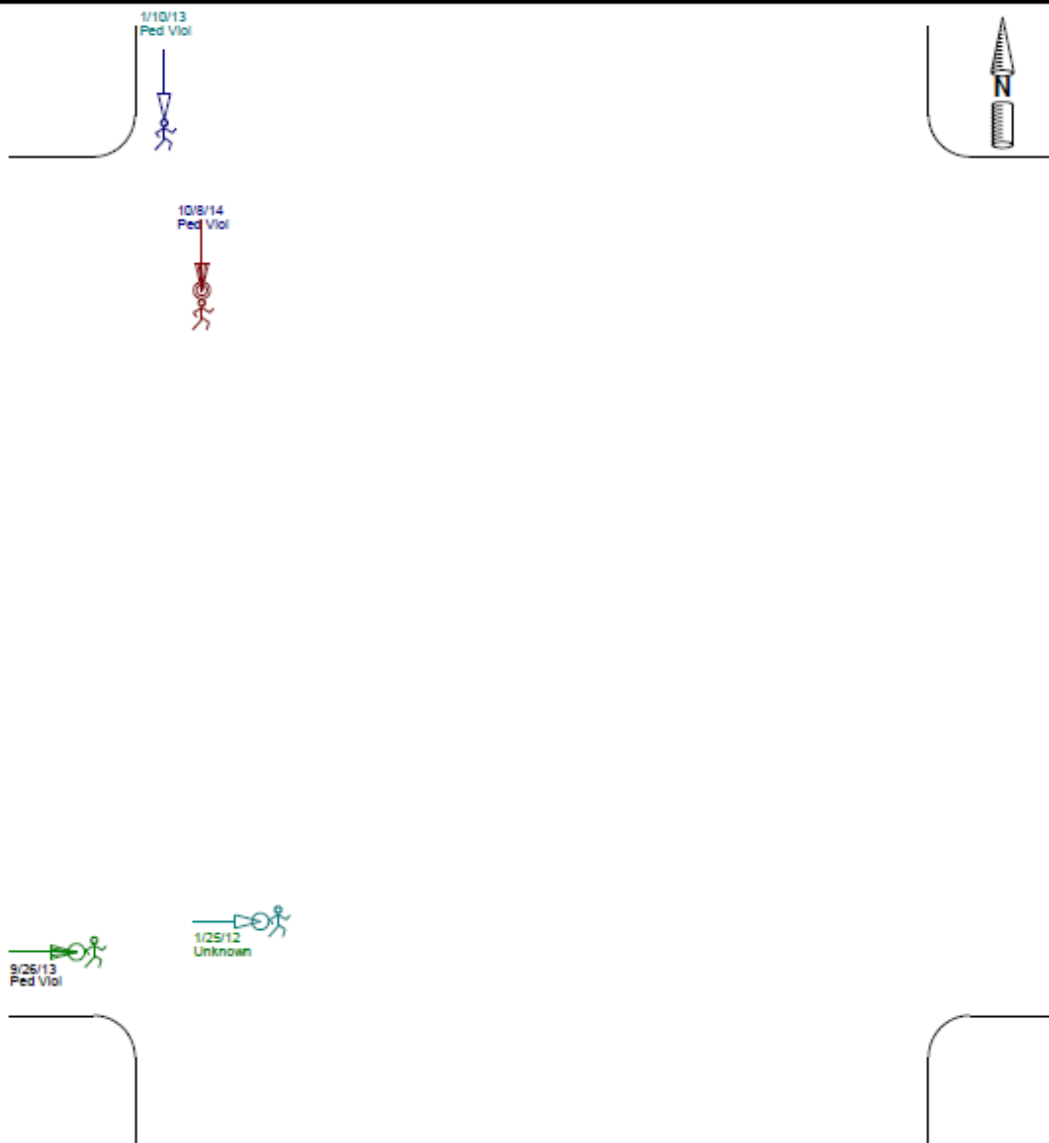 1/10/13
Ped Viol
N
10/8/14
Ped Viol
1/25/12
Unknown
9/26/13
Ped Viol